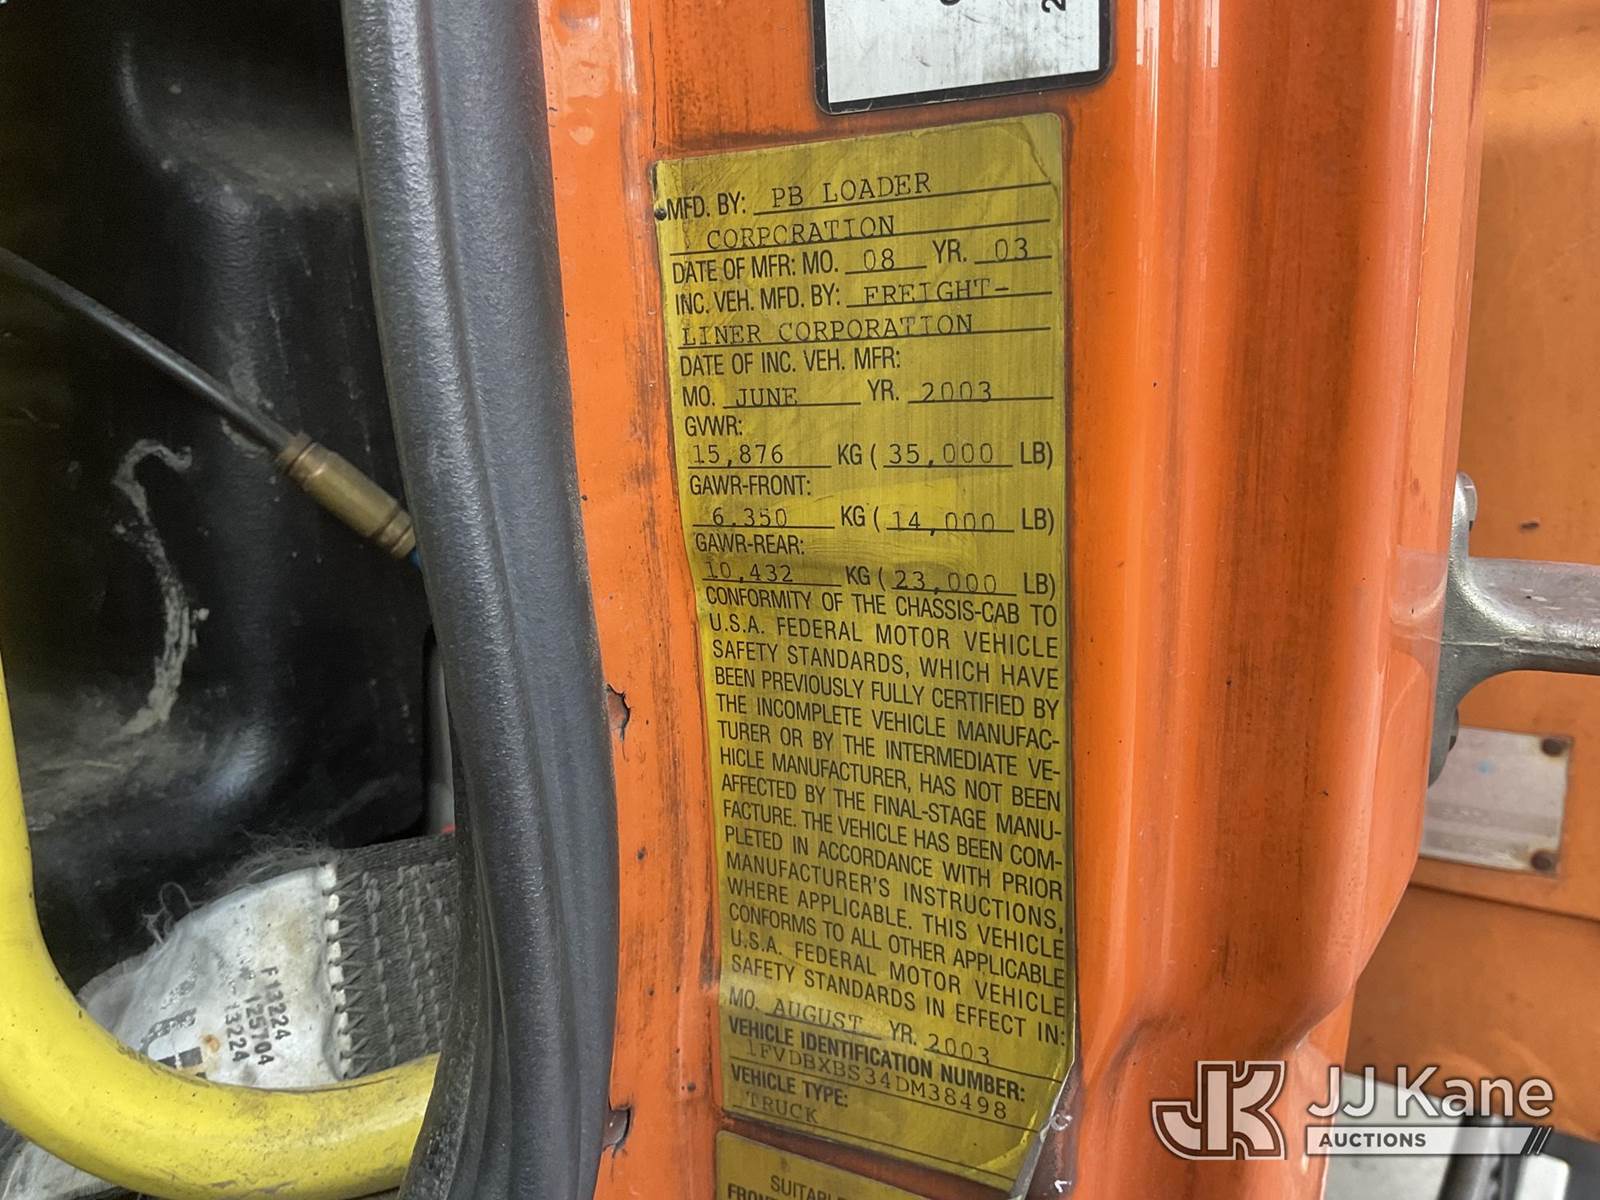 MFD. BY: PB LOADER
CORPCRATION
DATE OF MFR: MO. 08 YR. 03
INC. VEH. MFD. BY: FREIGHT-
LINER CORPORATION
DATE OF INC. VEH. MFR:
MO. JUNE YR. 2003
GVWR:
15,876 KG ( 35,000 LB)
GAWR-FRONT:
6,350 KG ( 14,000 LB)
GAWR-REAR:
10,432 KG ( 23,000 LB)
CONFORMITY OF THE CHASSIS-CAB TO
U.S.A. FEDERAL MOTOR VEHICLE
SAFETY STANDARDS, WHICH HAVE
BEEN PREVIOUSLY FULLY CERTIFIED BY
THE INCOMPLETE VEHICLE MANUFAC-
TURER OR BY THE INTERMEDIATE VE-
HICLE MANUFACTURER, HAS NOT BEEN
AFFECTED BY THE FINAL-STAGE MANU-
FACTURE. THE VEHICLE HAS BEEN COM-
PLETED IN ACCORDANCE WITH PRIOR
MANUFACTURER'S INSTRUCTIONS,
WHERE APPLICABLE. THIS VEHICLE
CONFORMS TO ALL OTHER APPLICABLE
U.S.A. FEDERAL MOTOR VEHICLE
SAFETY STANDARDS IN EFFECT IN:
MO. AUGUST YR. 2003
VEHICLE IDENTIFICATION NUMBER:
1FVDBXBS34DM38498
VEHICLE TYPE:
TRUCK
SUITABLE
FRONT
F13224
125704
13224
JK JJ Kane
AUCTIONS